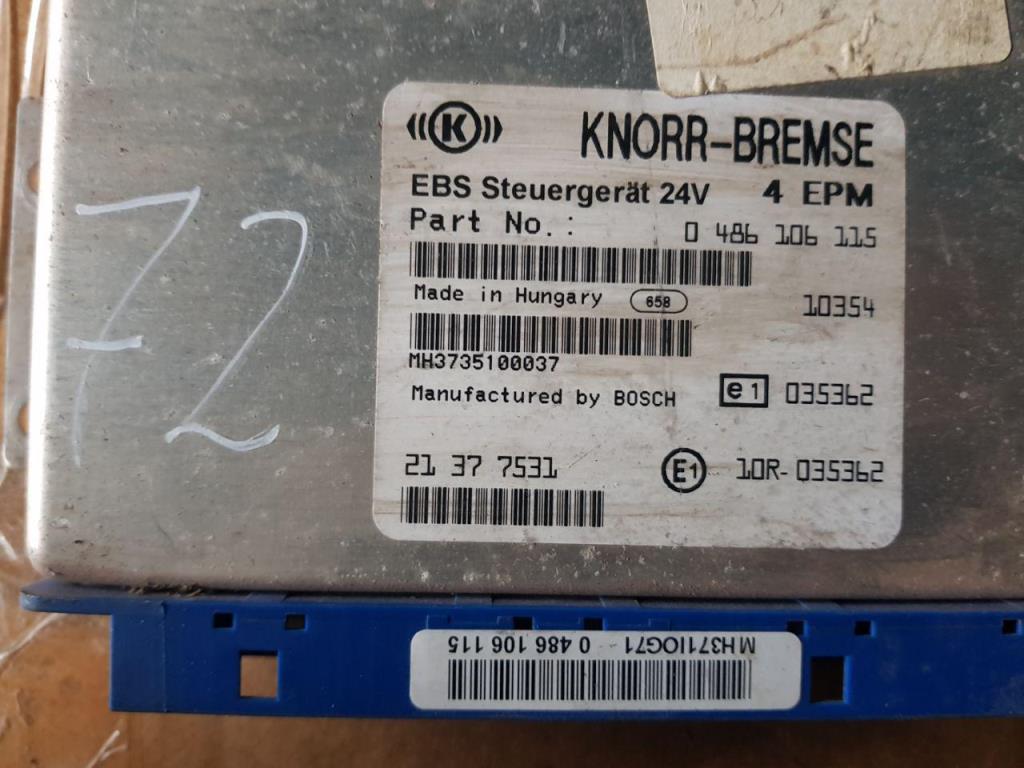 ((K)) KNORR-BREMSE
EBS Steuergerät 24V 4 EPM
Part No.: 0 486 106 115
Made in Hungary 658 10354
MH3735100037
Manufactured by BOSCH e1 035362
21 37 7531 E1 10R-035362
72
MH371IOG71 0 486 106 115